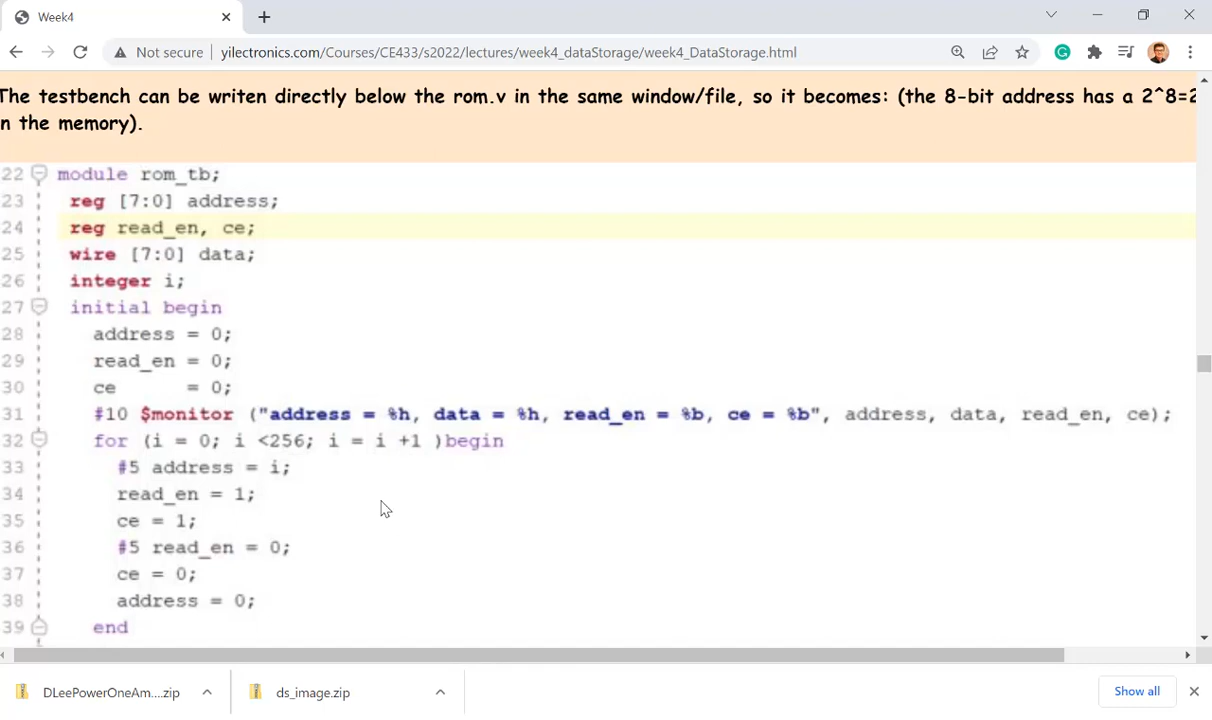 Week4
Not secure | yilectronics.com/Courses/CE433/s2022/lectures/week4_dataStorage/week4_DataStorage.html
The testbench can be writen directly below the rom.v in the same window/file, so it becomes: (the 8-bit address has a 2^8=2
n the memory).
22 module rom_tb;
23 reg [7:0] address;
24 reg read_en, ce;
25 wire [7:0] data;
26 integer i;
27 initial begin
28 address = 0;
29 read_en = 0;
30 ce = 0;
31 #10 $monitor ("address = %h, data = %h, read_en = %b, ce = %b", address, data, read_en, ce);
32 for (i = 0; i <256; i = i +1 )begin
33 #5 address = i;
34 read_en = 1;
35 ce = 1;
36 #5 read_en = 0;
37 ce = 0;
38 address = 0;
39 end
DLeePowerOneAm....zip
ds_image.zip
Show all